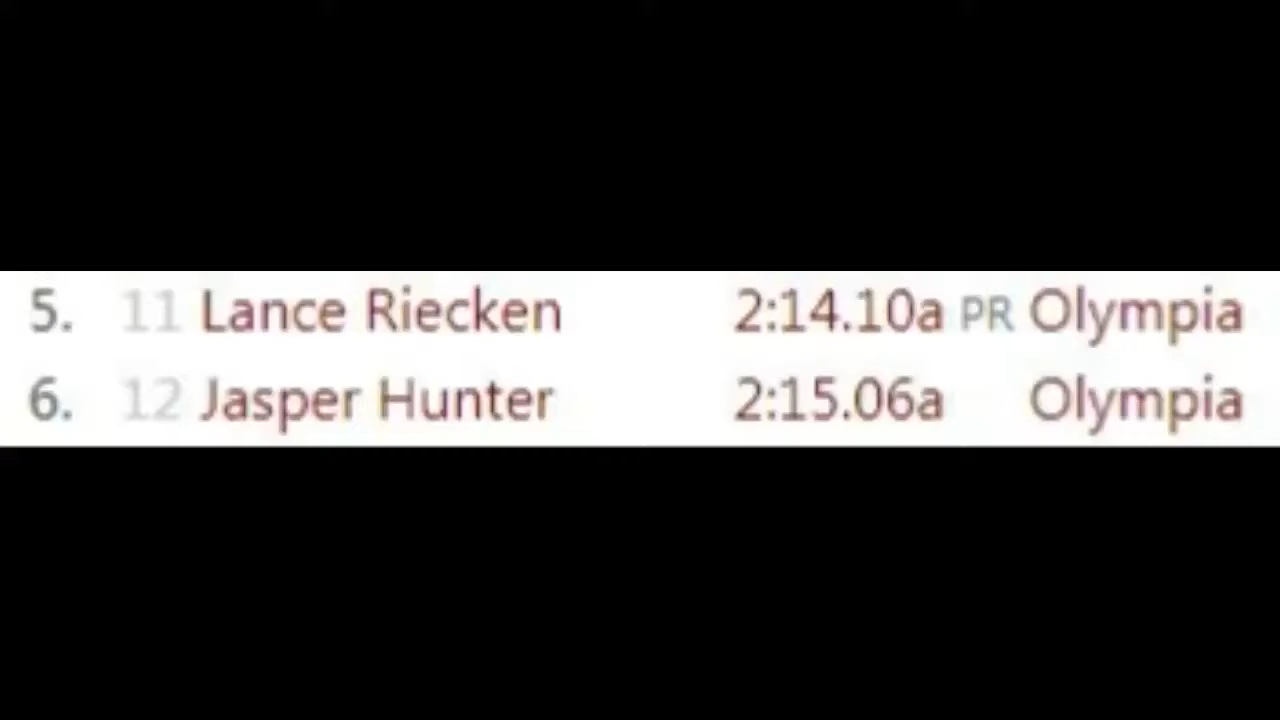 5. 11 Lance Riecken 2:14.10a PR Olympia
6. 12 Jasper Hunter 2:15.06a Olympia